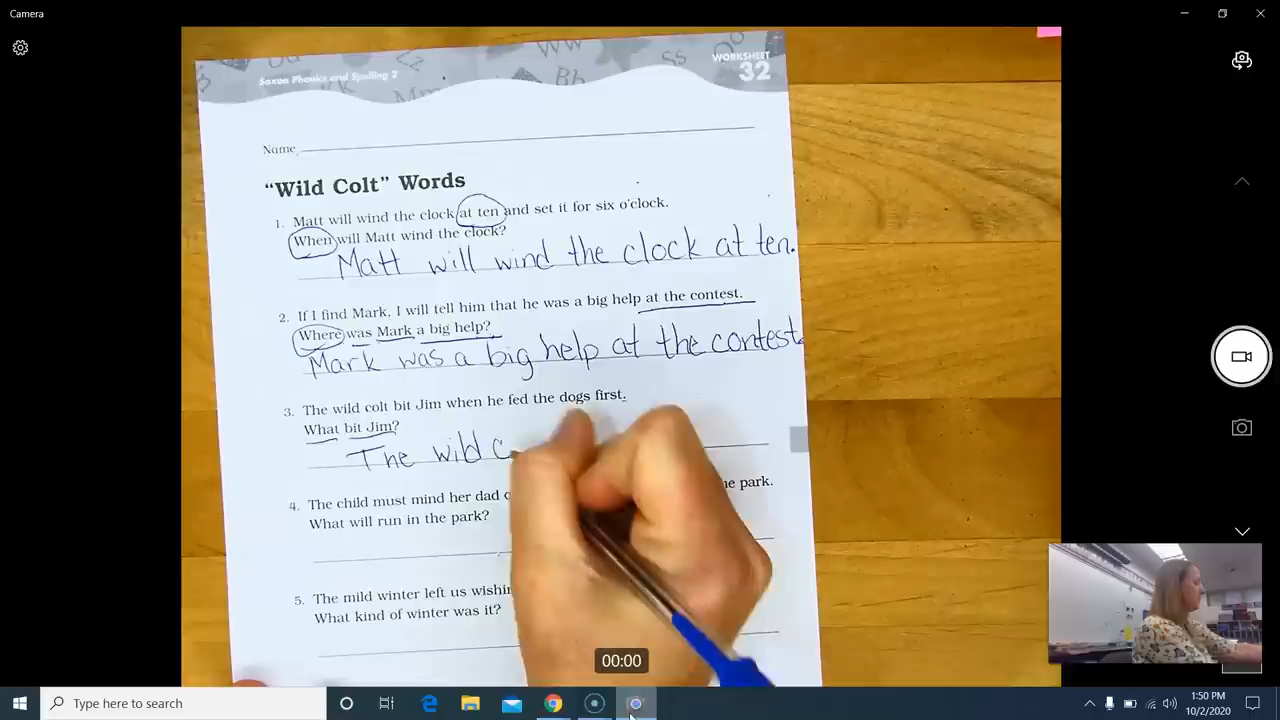 Camera
Saxon Phonics and Spelling 2
WORKSHEET
32
Name
"Wild Colt" Words
1. Matt will wind the clock at ten and set it for six o'clock.
When will Matt wind the clock?
Matt will wind the clock at ten.
2. If I find Mark, I will tell him that he was a big help at the contest.
Where was Mark a big help?
Mark was a big help at the contest.
3. The wild colt bit Jim when he fed the dogs first.
What bit Jim?
The wild c
4. The child must mind her dad park.
What will run in the park?
5. The mild winter left us
What kind of winter was it?
00:00
Type here to search
1:50 PM
10/2/2020